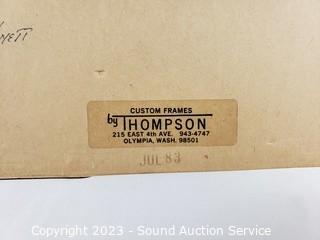 CUSTOM FRAMES
by THOMPSON
215 EAST 4th AVE. 943-4747
OLYMPIA, WASH. 98501
JUL 83
Copyright 2023 - Sound Auction Service